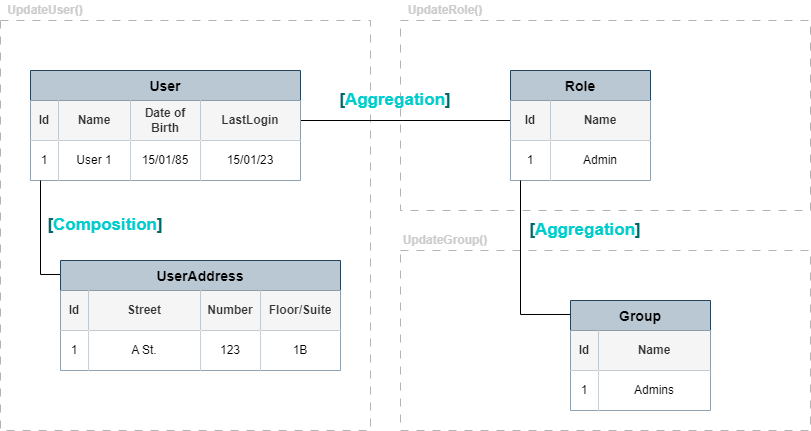 UpdateUser()
User
Id Name Date of Birth LastLogin
1 User 1 15/01/85 15/01/23
[Composition]
UserAddress
Id Street Number Floor/Suite
1 A St. 123 1B
[Aggregation]
UpdateRole()
Role
Id Name
1 Admin
[Aggregation]
UpdateGroup()
Group
Id Name
1 Admins